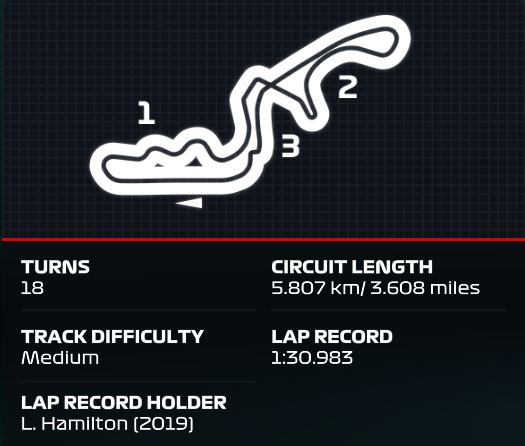 1
2
3
TURNS
18
CIRCUIT LENGTH
5.807 km/ 3.608 miles
TRACK DIFFICULTY
Medium
LAP RECORD
1:30.983
LAP RECORD HOLDER
L. Hamilton (2019)